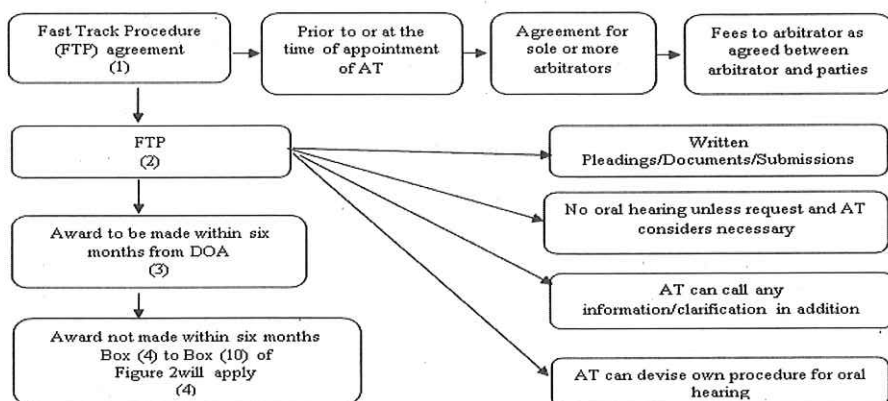 Fast Track Procedure
(FTP) agreement
(1)
Prior to or at the
time of appointment
of AT
Agreement for
sole or more
arbitrators
Fees to arbitrator as
agreed between
arbitrator and parties
FTP
(2)
Written
Pleadings/Documents/Submissions
No oral hearing unless request and AT
considers necessary
Award to be made within six
months from DOA
(3)
AT can call any
information/clarification in addition
Award not made within six months
Box (4) to Box (10) of
Figure 2will apply
(4)
AT can devise own procedure for oral
hearing